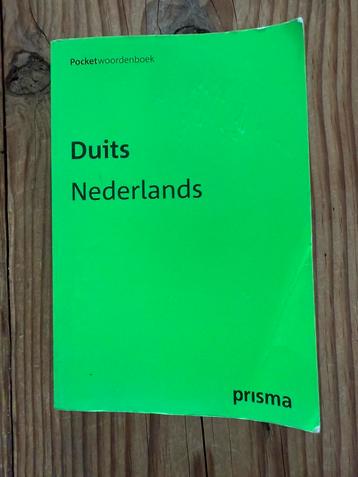 Pocketwoordenboek
Duits
Nederlands
prisma